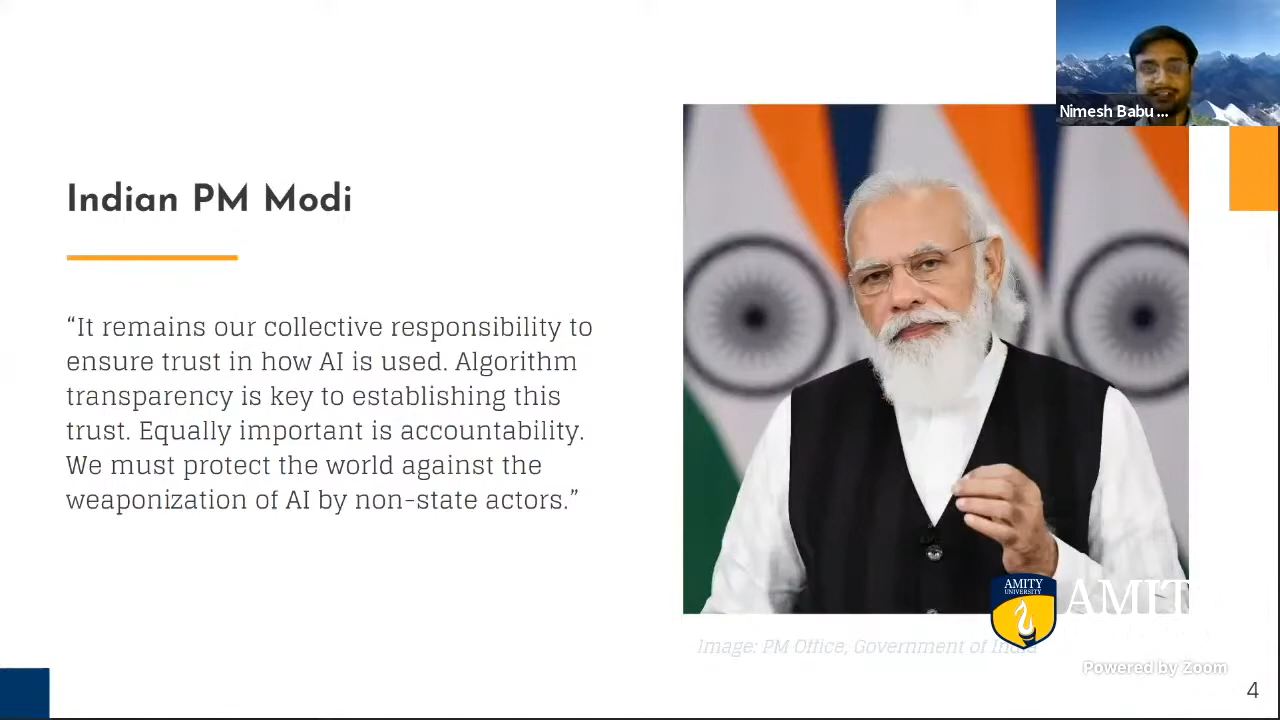 Nimesh Babu ...
Indian PM Modi
“It remains our collective responsibility to
ensure trust in how AI is used. Algorithm
transparency is key to establishing this
trust. Equally important is accountability.
We must protect the world against the
weaponization of AI by non-state actors.”
AMITY
UNIVERSITY
AMIT
Image: PM Office, Government of India
Powered by Zoom
4